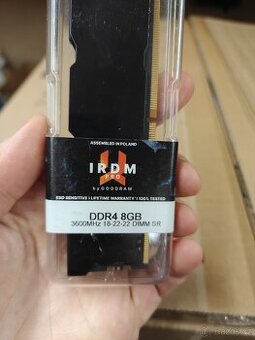 ASSEMBLED IN POLAND
IRDM
PRO
by GOODRAM
ESD SENSITIVE | LIFETIME WARRANTY | 100% TESTED
DDR4 8GB
3600MHz 18-22-22 DIMM SR